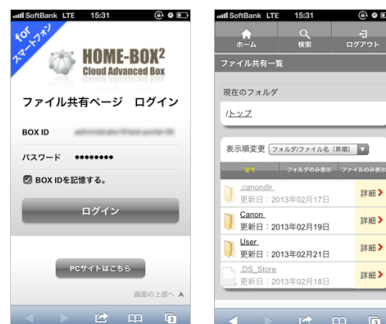 SoftBank LTE 15:31
for
スマートフォン
HOME-BOX²
Cloud Advanced Box
ファイル共有ページ ログイン
BOX ID
パスワード ●●●●●●●●
BOX IDを記憶する。
ログイン
PCサイトはこちら
画面の上部へ ▲
3
SoftBank LTE 15:31
ホーム 検索 ログアウト
ファイル共有一覧
現在のフォルダ
/トップ
表示順変更 フォルダ/ファイル名(昇順)
全て フォルダのみ表示 ファイルのみ表示
.canondir
更新日：2013年02月17日
詳細
Canon
更新日：2013年02月19日
詳細
User
更新日：2013年02月21日
詳細
.DS_Store
更新日：2013年02月18日
詳細
3